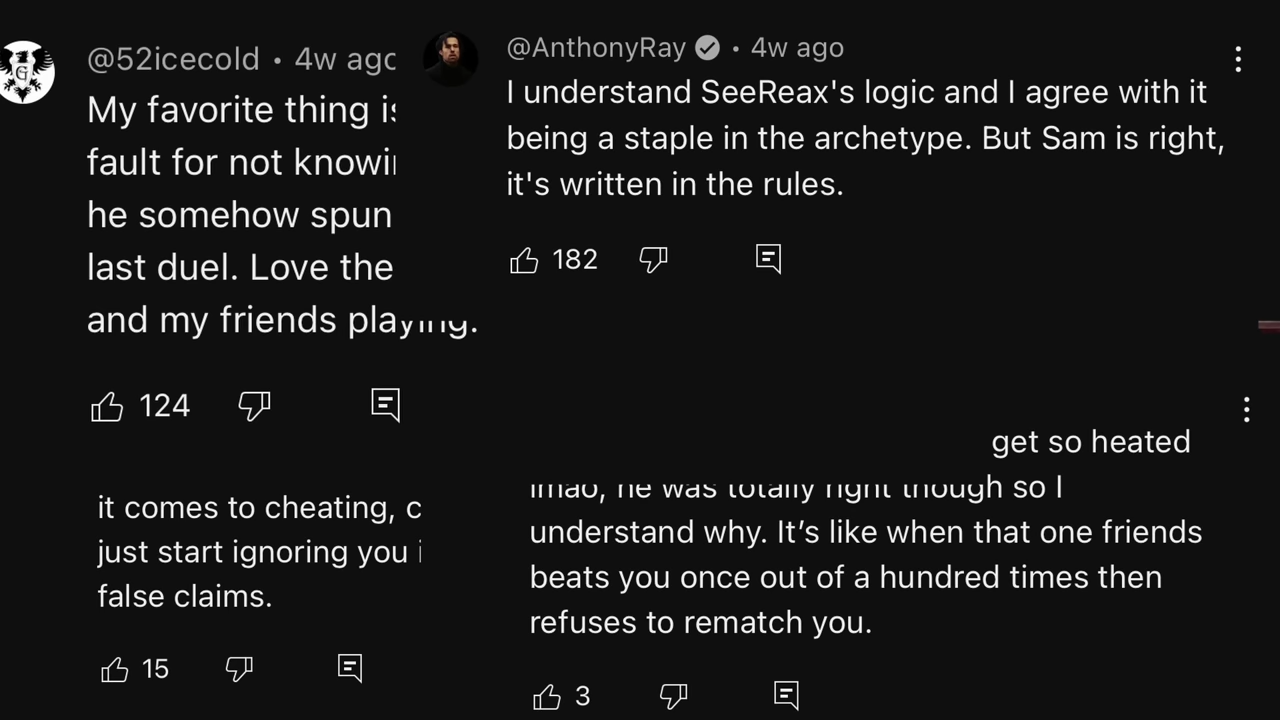 @52icecold • 4w ago
My favorite thing is
fault for not
he somehow spun
last duel. Love the
and my friends playing.
124
@AnthonyRay • 4w ago
I understand SeeReax's logic and I agree with it
being a staple in the archetype. But Sam is right,
it's written in the rules.
182
it comes to cheating,
just start ignoring you
false claims.
15
get so heated
lmao, he was totally right though so I
understand why. It’s like when that one friends
beats you once out of a hundred times then
refuses to rematch you.
3